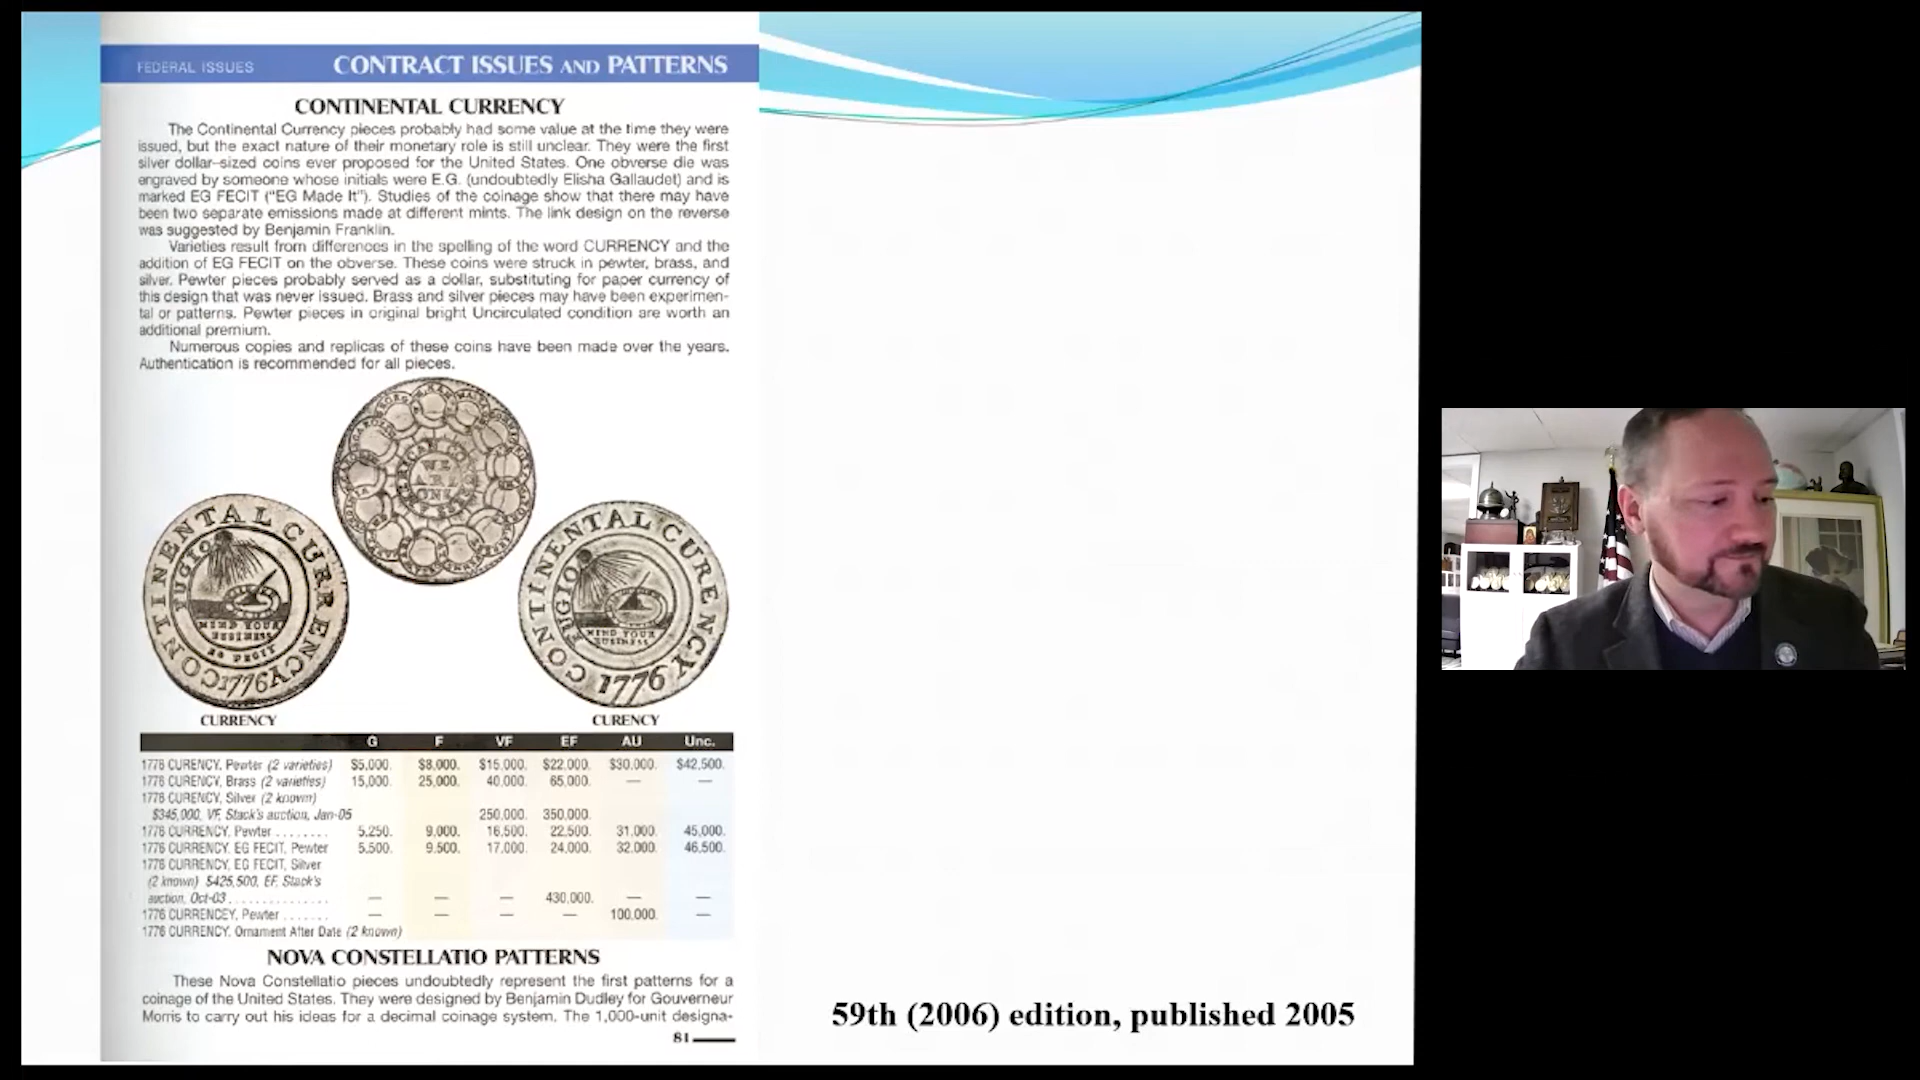 FEDERAL ISSUES CONTRACT ISSUES AND PATTERNS
CONTINENTAL CURRENCY
The Continental Currency pieces probably had some value at the time they were
issued, but the exact nature of their monetary role is still unclear. They were the first
silver dollar–sized coins ever proposed for the United States. One obverse die was
engraved by someone whose initials were E.G. (undoubtedly Elisha Gallaudet) and is
marked EG FECIT ("EG Made It"). Studies of the coinage show that there may have
been two separate emissions made at different mints. The link design on the reverse
was suggested by Benjamin Franklin.
Varieties result from differences in the spelling of the word CURRENCY and the
addition of EG FECIT on the obverse. These coins were struck in pewter, brass, and
silver. Pewter pieces probably served as a dollar, substituting for paper currency of
this design that was never issued. Brass and silver pieces may have been experimen-
tal or patterns. Pewter pieces in original bright Uncirculated condition are worth an
additional premium.
Numerous copies and replicas of these coins have been made over the years.
Authentication is recommended for all pieces.
WE
ARE
ONE
CONTINENTAL CURRENCY
FUGIO
MIND YOUR
BUSINESS
EG FECIT
1776
CONTINENTAL CURENCY
FUGIO
MIND YOUR
BUSINESS
1776
CURRENCY CURENCY
G F VF EF AU Unc.
1776 CURENCY, Pewter (2 varieties) $5,000. $8,000. $15,000. $22,000. $30,000. $42,500.
1776 CURENCY, Brass (2 varieties) 15,000. 25,000. 40,000. 65,000. — —
1776 CURENCY, Silver (2 known)
$345,000, VF, Stack's auction, Jan-05 250,000. 350,000.
1776 CURRENCY, Pewter ........ 5,250. 9,000. 16,500. 22,500. 31,000. 45,000.
1776 CURRENCY, EG FECIT, Pewter 5,500. 9,500. 17,000. 24,000. 32,000. 46,500.
1776 CURRENCY, EG FECIT, Silver
(2 known) $425,500, EF, Stack's
auction, Oct-03 ............... — — — 430,000. — —
1776 CURRENCEY, Pewter ....... — — — — 100,000. —
1776 CURRENCY, Ornament After Date (2 known)
NOVA CONSTELLATIO PATTERNS
These Nova Constellatio pieces undoubtedly represent the first patterns for a
coinage of the United States. They were designed by Benjamin Dudley for Gouverneur
Morris to carry out his ideas for a decimal coinage system. The 1,000-unit designa-
81
59th (2006) edition, published 2005